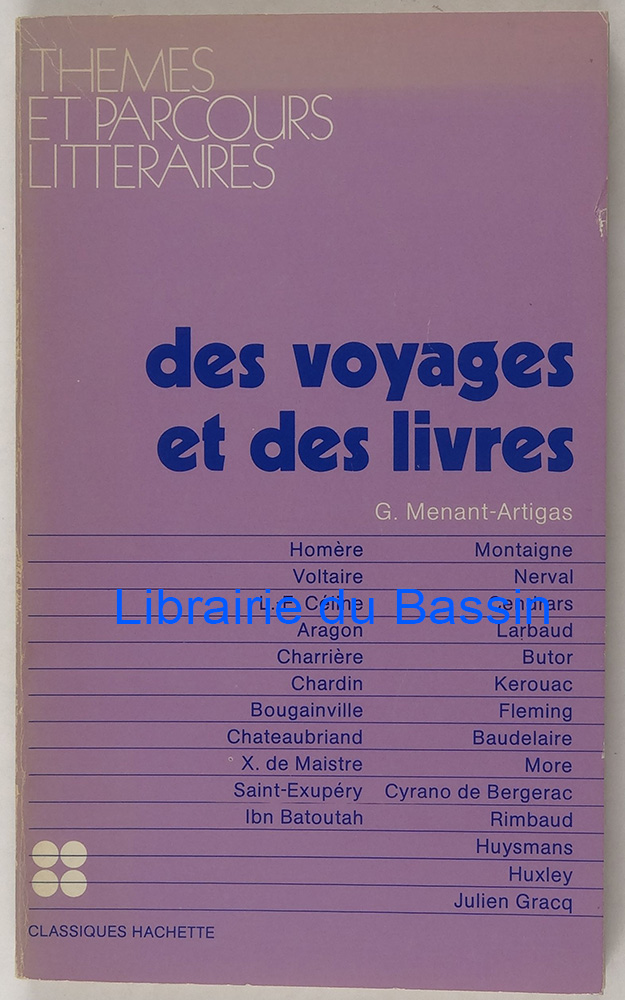 THEMES
ET PARCOURS
LITTERAIRES
des voyages
et des livres
G. Menant-Artigas
Homère Montaigne
Voltaire Nerval
L.-F. Céline Cendrars
Librairie du Bassin
Aragon Larbaud
Charrière Butor
Chardin Kerouac
Bougainville Fleming
Chateaubriand Baudelaire
X. de Maistre More
Saint-Exupéry Cyrano de Bergerac
Ibn Batoutah Rimbaud
Huysmans
Huxley
Julien Gracq
CLASSIQUES HACHETTE